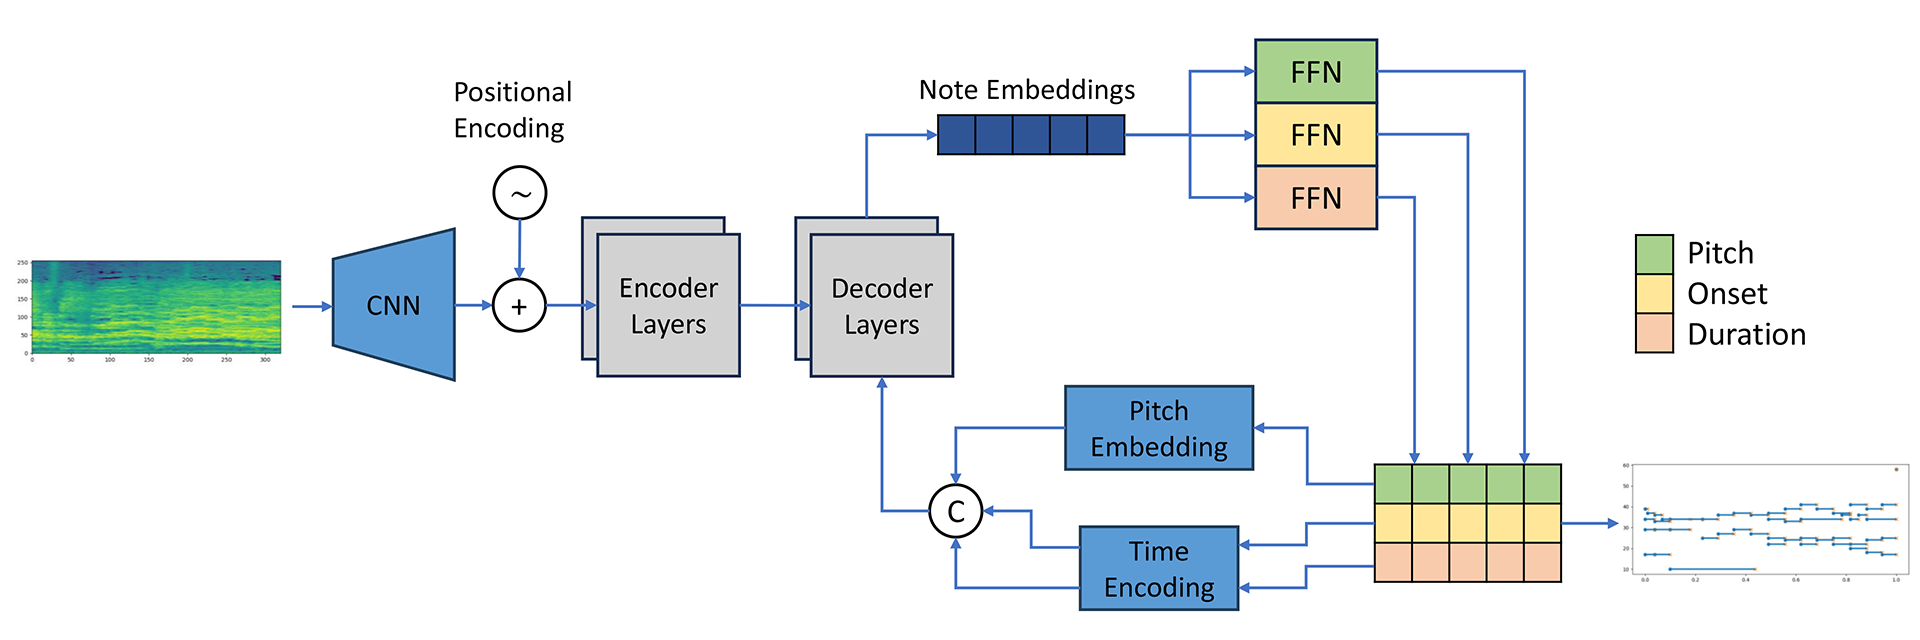 Positional
Encoding
~
Note Embeddings
FFN
FFN
FFN
Pitch
Onset
Duration
250
200
150
100
50
0
0 50 100 150 200 250 300
CNN
+
Encoder
Layers
Decoder
Layers
Pitch
Embedding
C
Time
Encoding
60
50
40
30
20
10
0.0 0.2 0.4 0.6 0.8 1.0